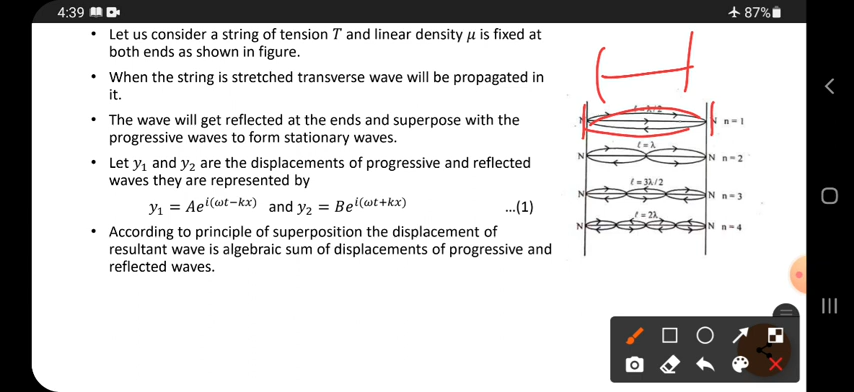 4:39
87%
• Let us consider a string of tension T and linear density μ is fixed at
both ends as shown in figure.
• When the string is stretched transverse wave will be propagated in
it.
• The wave will get reflected at the ends and superpose with the
progressive waves to form stationary waves.
• Let y₁ and y₂ are the displacements of progressive and reflected
waves they are represented by
y₁ = Ae^{i(ωt−kx)} and y₂ = Be^{i(ωt+kx)} ...(1)
• According to principle of superposition the displacement of
resultant wave is algebraic sum of displacements of progressive and
reflected waves.
ℓ = λ/2
N N n = 1
ℓ = λ
N N n = 2
ℓ = 3λ/2
N N n = 3
ℓ = 2λ
N N n = 4